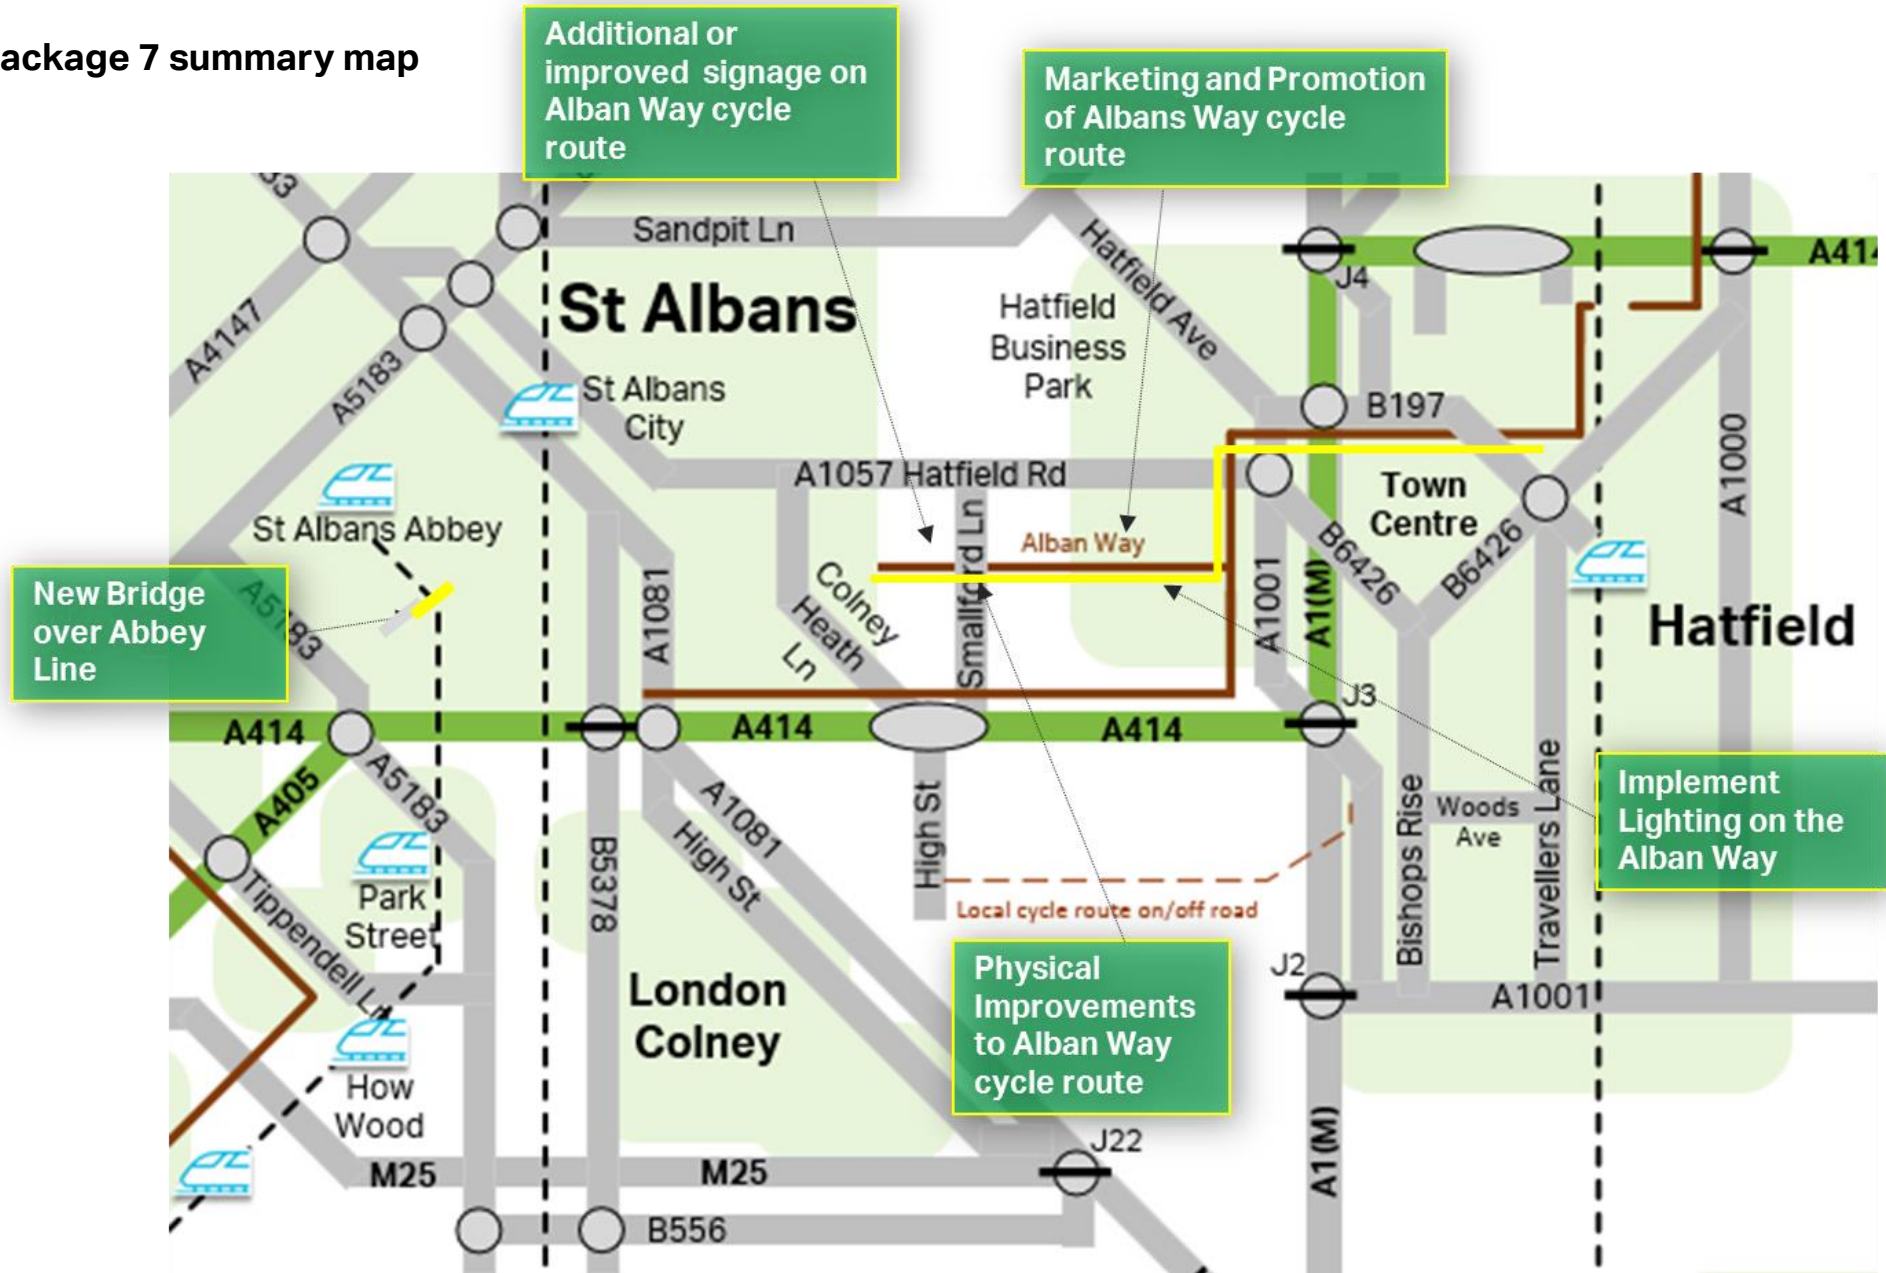 ackage 7 summary map
Additional or
improved signage on
Alban Way cycle
route
Marketing and Promotion
of Albans Way cycle
route
Sandpit Ln
Hatfield Ave
J4
A414
A4147
St Albans
Hatfield
Business
Park
A5183
St Albans
City
B197
A1000
A1057 Hatfield Rd
Town
Centre
St Albans Abbey
Smallford Ln
Alban Way
B6426
B6426
New Bridge
over Abbey
Line
A5183
A1081
Colney
Heath
Ln
A1001
A1(M)
Hatfield
J3
A414
A414
A414
A405
A5183
Implement
Lighting on the
Alban Way
A1081
High St
High St
Bishops Rise
Woods
Ave
Travellers Lane
Park
Street
B5378
Local cycle route on/off road
Tippendell Ln
Physical
Improvements
to Alban Way
cycle route
J2
A1001
London
Colney
How
Wood
A1(M)
J22
M25
M25
B556